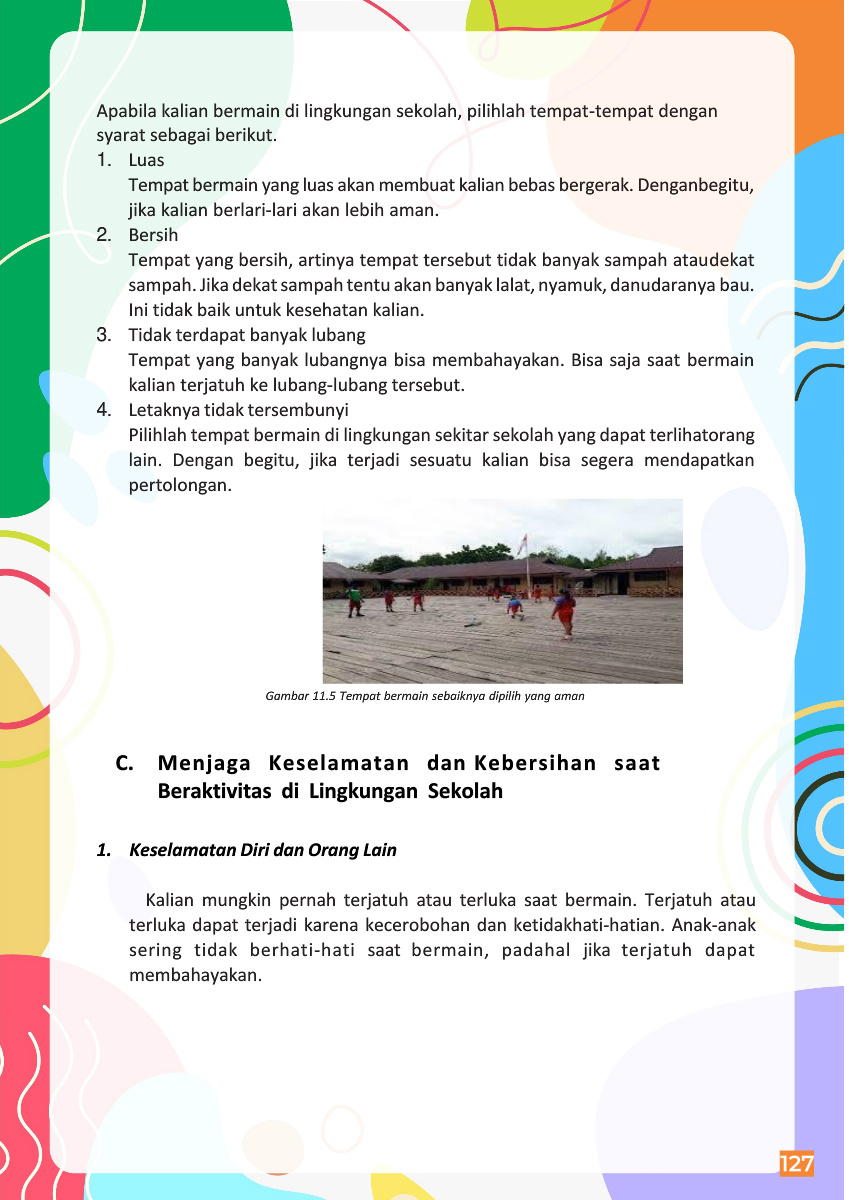 Apabila kalian bermain di lingkungan sekolah, pilihlah tempat-tempat dengan
syarat sebagai berikut.
1. Luas
Tempat bermain yang luas akan membuat kalian bebas bergerak. Denganbegitu,
jika kalian berlari-lari akan lebih aman.
2. Bersih
Tempat yang bersih, artinya tempat tersebut tidak banyak sampah ataudekat
sampah. Jika dekat sampah tentu akan banyak lalat, nyamuk, danudaranya bau.
Ini tidak baik untuk kesehatan kalian.
3. Tidak terdapat banyak lubang
Tempat yang banyak lubangnya bisa membahayakan. Bisa saja saat bermain
kalian terjatuh ke lubang-lubang tersebut.
4. Letaknya tidak tersembunyi
Pilihlah tempat bermain di lingkungan sekitar sekolah yang dapat terlihatorang
lain. Dengan begitu, jika terjadi sesuatu kalian bisa segera mendapatkan
pertolongan.
Gambar 11.5 Tempat bermain sebaiknya dipilih yang aman
C. Menjaga Keselamatan dan Kebersihan saat
Beraktivitas di Lingkungan Sekolah
1. Keselamatan Diri dan Orang Lain
Kalian mungkin pernah terjatuh atau terluka saat bermain. Terjatuh atau
terluka dapat terjadi karena kecerobohan dan ketidakhati-hatian. Anak-anak
sering tidak berhati-hati saat bermain, padahal jika terjatuh dapat
membahayakan.
127